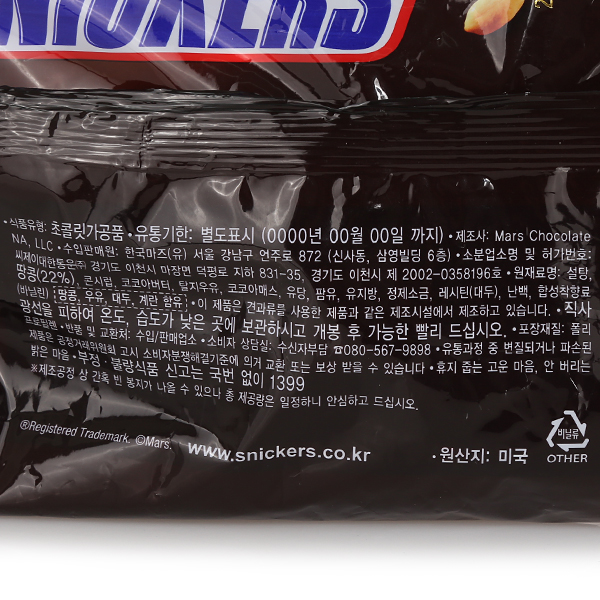 SNICKERS
• 식품유형: 초콜릿가공품 • 유통기한: 별도표시 (0000년 00월 00일 까지) • 제조사: Mars Chocolate
NA, LLC • 수입판매원: 한국마즈(유) 서울 강남구 언주로 872 (신사동, 삼영빌딩 6층) • 소분업소명 및 허가번호:
씨제이대한통운㈜ 경기도 이천시 마장면 덕평로 지하 831-35, 경기도 이천시 제 2002-0358196호 • 원재료명: 설탕,
땅콩(22%), 콘시럽, 코코아버터, 탈지우유, 코코아매스, 유당, 팜유, 유지방, 정제소금, 레시틴(대두), 난백, 합성착향료
(바닐린) 땅콩, 우유, 대두, 계란 함유 • 이 제품은 견과류를 사용한 제품과 같은 제조시설에서 제조하고 있습니다. • 직사
광선을 피하여 온도, 습도가 낮은 곳에 보관하시고 개봉 후 가능한 빨리 드십시오. • 포장재질: 폴리
프로필렌 • 반품 및 교환처: 수입/판매업소 • 소비자 상담실: 수신자부담 ☎080-567-9898 • 유통과정 중 변질되거나 파손된
제품은 공정거래위원회 고시 소비자분쟁해결기준에 의거 교환 또는 보상 받을 수 있습니다. • 휴지 줍는 고운 마음, 안 버리는
밝은 마음 • 부정, 불량식품 신고는 국번 없이 1399
※제조공정 상 간혹 빈 봉지가 나올 수 있으나 총 제공량은 일정하니 안심하고 드십시오.
®Registered Trademark. ©Mars.
www.snickers.co.kr
• 원산지: 미국
비닐류
OTHER